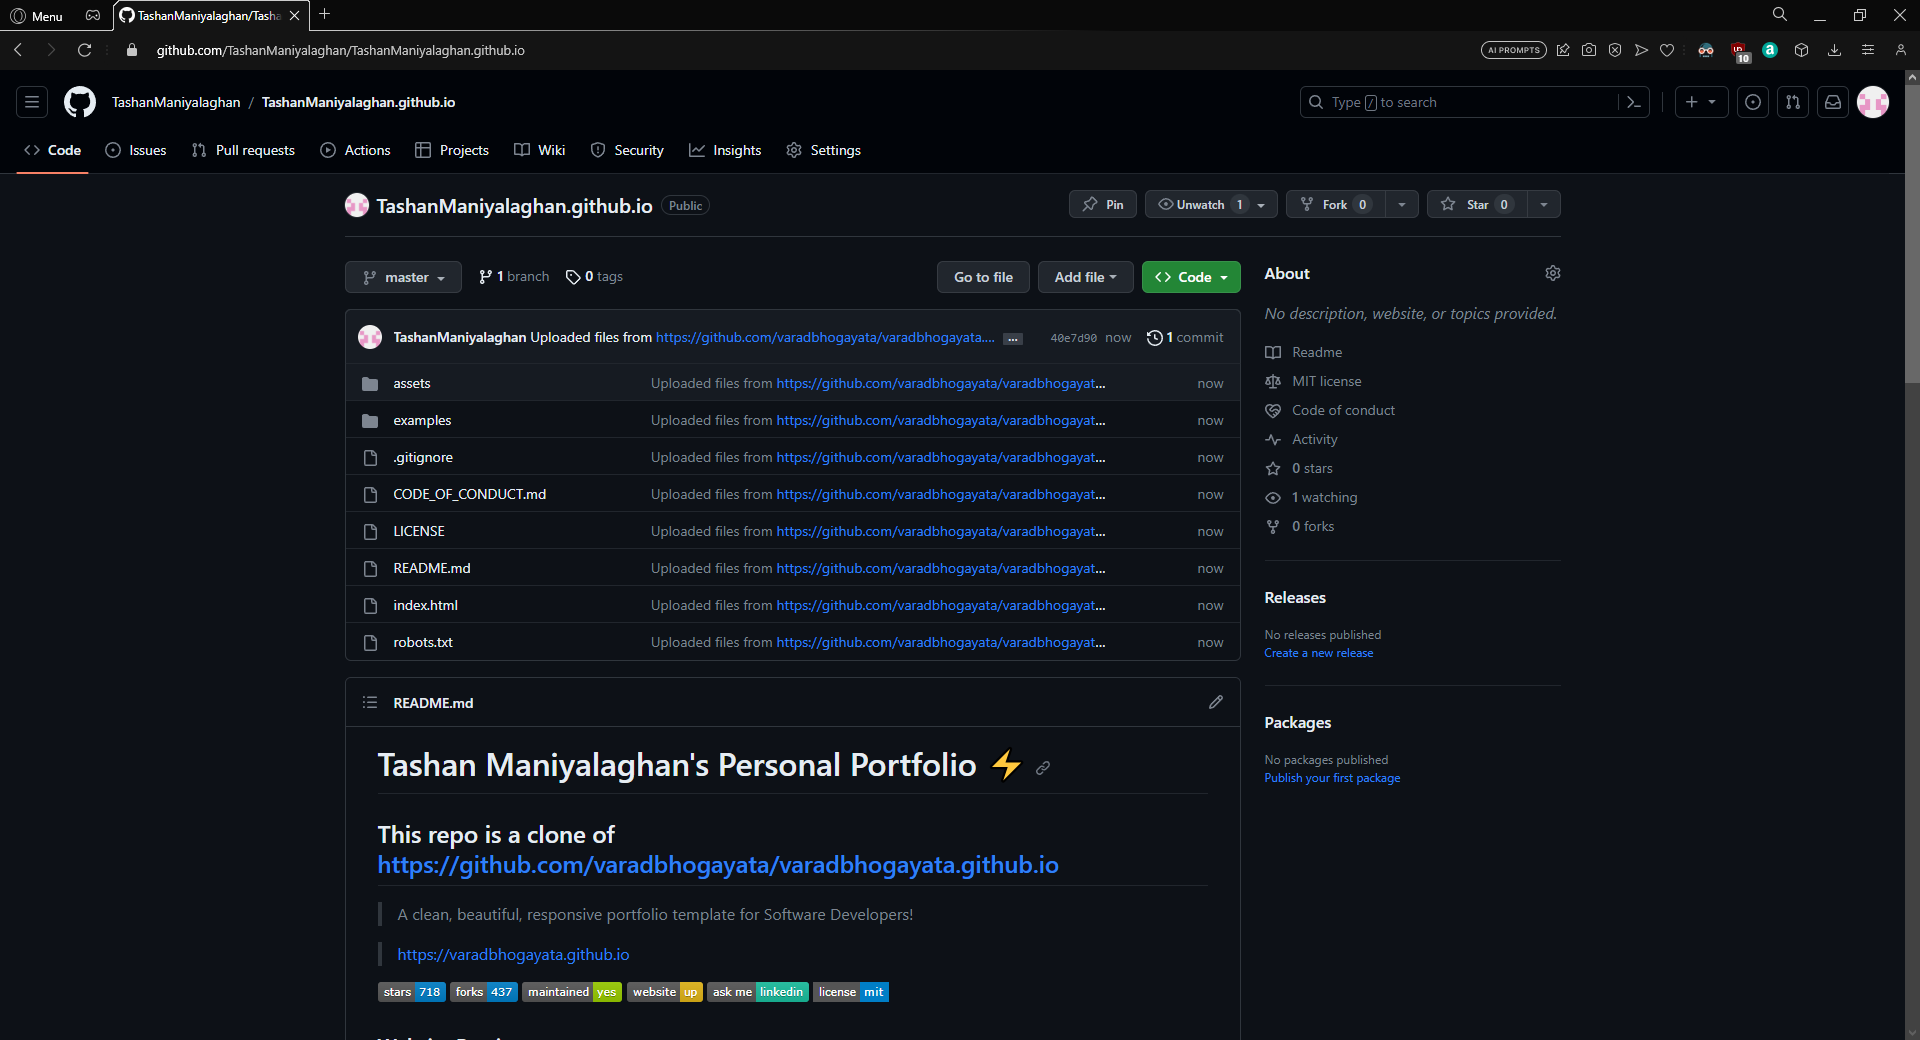 Menu
TashanManiyalaghan/Tasha
github.com/TashanManiyalaghan/TashanManiyalaghan.github.io
AI PROMPTS
10
TashanManiyalaghan / TashanManiyalaghan.github.io
Type / to search
Code Issues Pull requests Actions Projects Wiki Security Insights Settings
TashanManiyalaghan.github.io Public
Pin Unwatch 1 Fork 0 Star 0
master 1 branch 0 tags
Go to file Add file Code
TashanManiyalaghan Uploaded files from https://github.com/varadbhogayata/varadbhogayata.... ... 40e7d90 now 1 commit
assets Uploaded files from https://github.com/varadbhogayata/varadbhogayat... now
examples Uploaded files from https://github.com/varadbhogayata/varadbhogayat... now
.gitignore Uploaded files from https://github.com/varadbhogayata/varadbhogayat... now
CODE_OF_CONDUCT.md Uploaded files from https://github.com/varadbhogayata/varadbhogayat... now
LICENSE Uploaded files from https://github.com/varadbhogayata/varadbhogayat... now
README.md Uploaded files from https://github.com/varadbhogayata/varadbhogayat... now
index.html Uploaded files from https://github.com/varadbhogayata/varadbhogayat... now
robots.txt Uploaded files from https://github.com/varadbhogayata/varadbhogayat... now
README.md
Tashan Maniyalaghan's Personal Portfolio ⚡
This repo is a clone of
https://github.com/varadbhogayata/varadbhogayata.github.io
A clean, beautiful, responsive portfolio template for Software Developers!
https://varadbhogayata.github.io
stars 718 forks 437 maintained yes website up ask me linkedin license mit
About
No description, website, or topics provided.
Readme
MIT license
Code of conduct
Activity
0 stars
1 watching
0 forks
Releases
No releases published
Create a new release
Packages
No packages published
Publish your first package